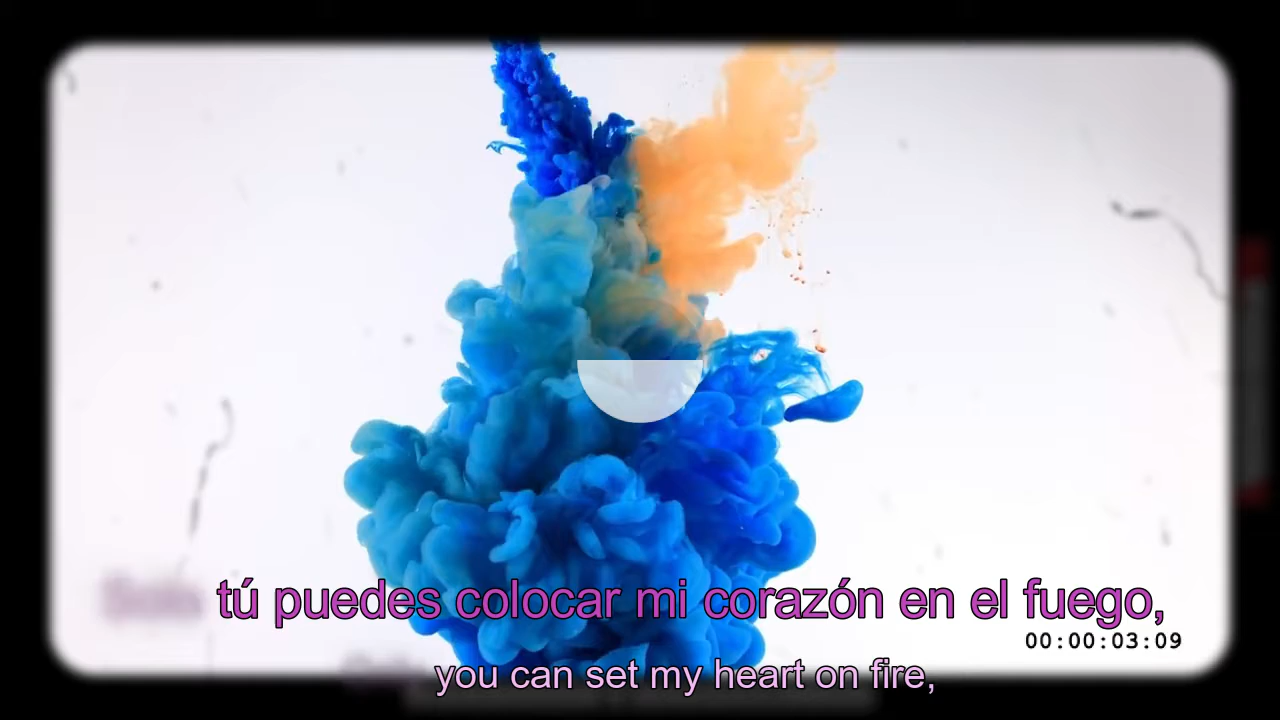 tú puedes colocar mi corazón en el fuego,
00:00:03:09
you can set my heart on fire,